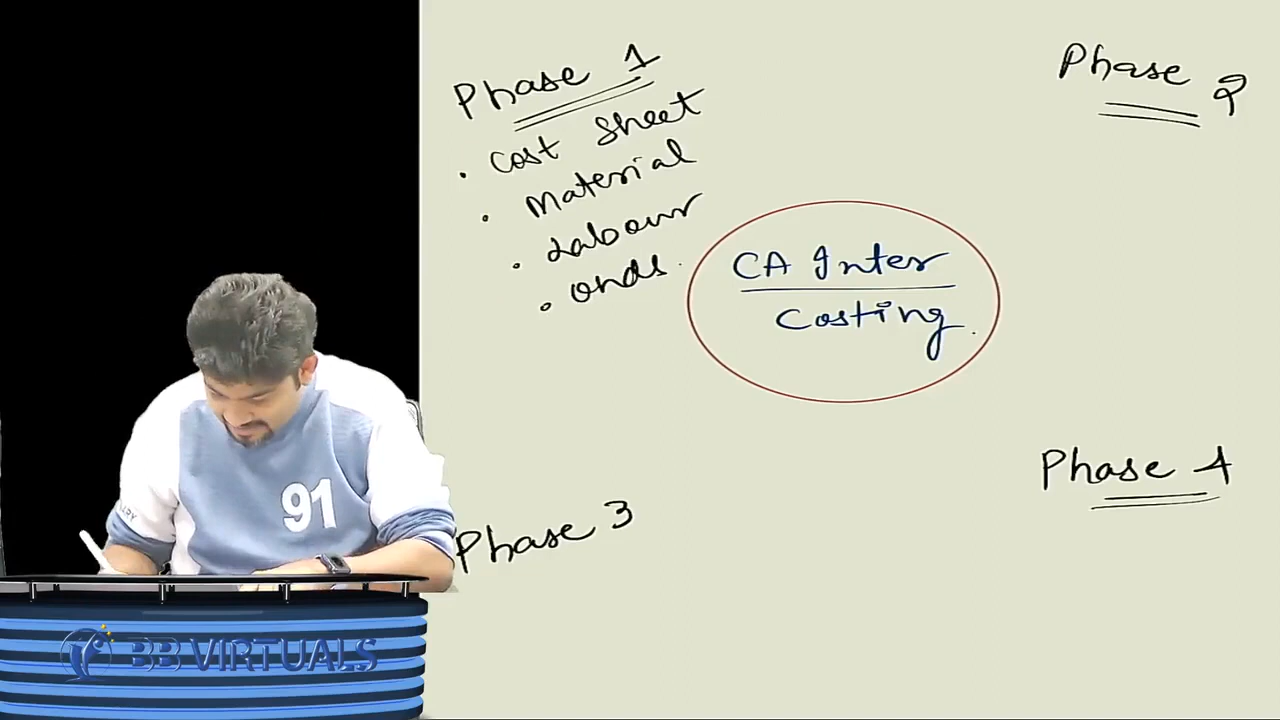 Phase 1
• Cost Sheet
• Material
• Labour
• OHDs.
Phase 2
CA Inter
Costing.
Phase 3
Phase 4
91
BB VIRTUALS